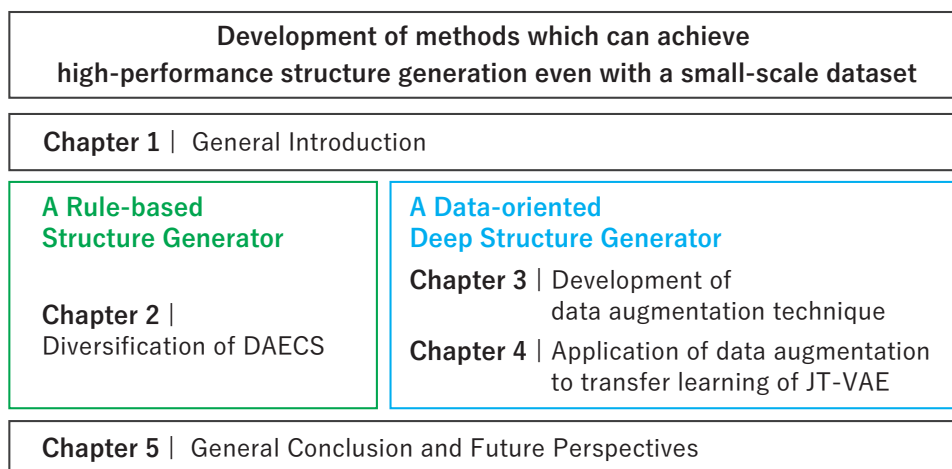 Development of methods which can achieve
high-performance structure generation even with a small-scale dataset
Chapter 1 | General Introduction
A Rule-based
Structure Generator
Chapter 2 |
Diversification of DAECS
A Data-oriented
Deep Structure Generator
Chapter 3 | Development of
data augmentation technique
Chapter 4 | Application of data augmentation
to transfer learning of JT-VAE
Chapter 5 | General Conclusion and Future Perspectives